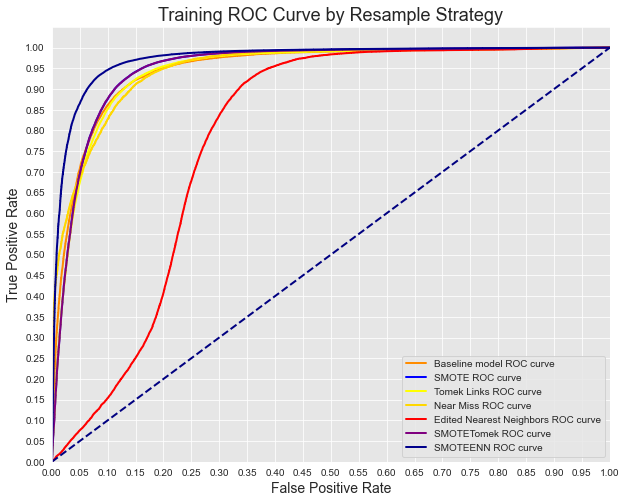 Training ROC Curve by Resample Strategy
True Positive Rate
1.00
0.95
0.90
0.85
0.80
0.75
0.70
0.65
0.60
0.55
0.50
0.45
0.40
0.35
0.30
0.25
0.20
0.15
0.10
0.05
0.00
Baseline model ROC curve
SMOTE ROC curve
Tomek Links ROC curve
Near Miss ROC curve
Edited Nearest Neighbors ROC curve
SMOTETomek ROC curve
SMOTEENN ROC curve
0.00 0.05 0.10 0.15 0.20 0.25 0.30 0.35 0.40 0.45 0.50 0.55 0.60 0.65 0.70 0.75 0.80 0.85 0.90 0.95 1.00
False Positive Rate